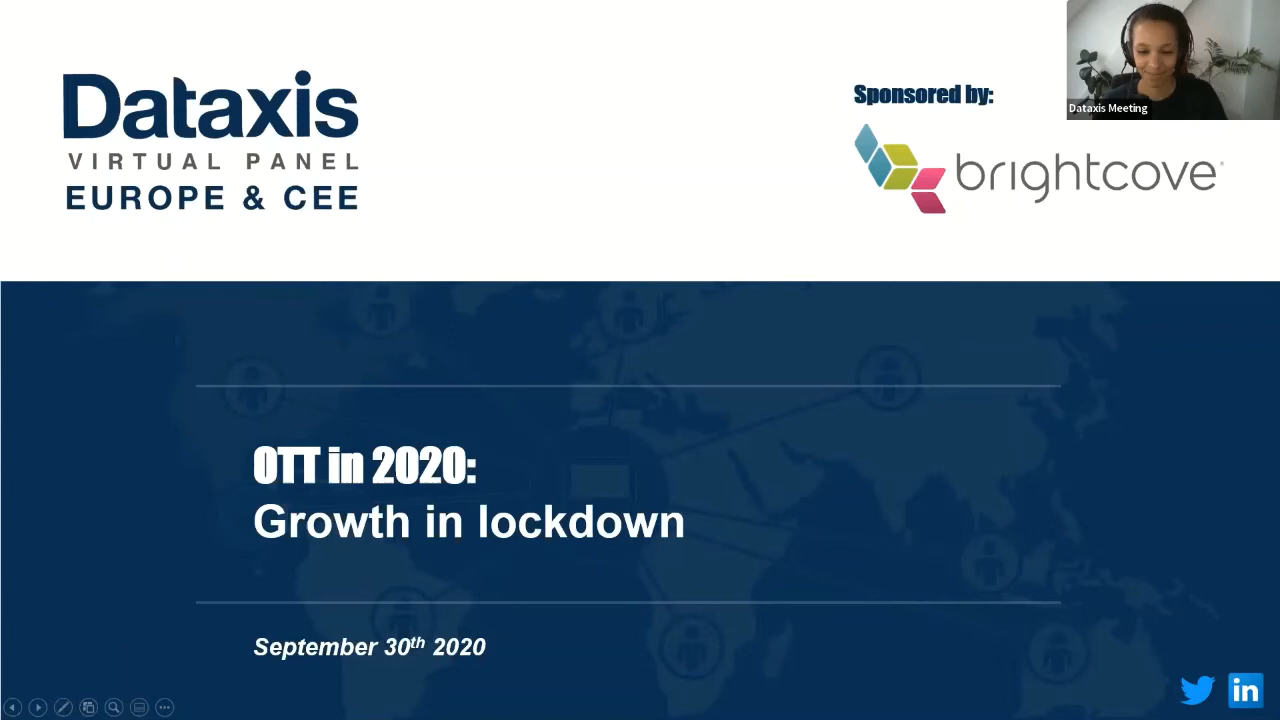 Dataxis
VIRTUAL PANEL
EUROPE & CEE
Sponsored by:
brightcove
Dataxis Meeting
OTT in 2020:
Growth in lockdown
September 30th 2020
in